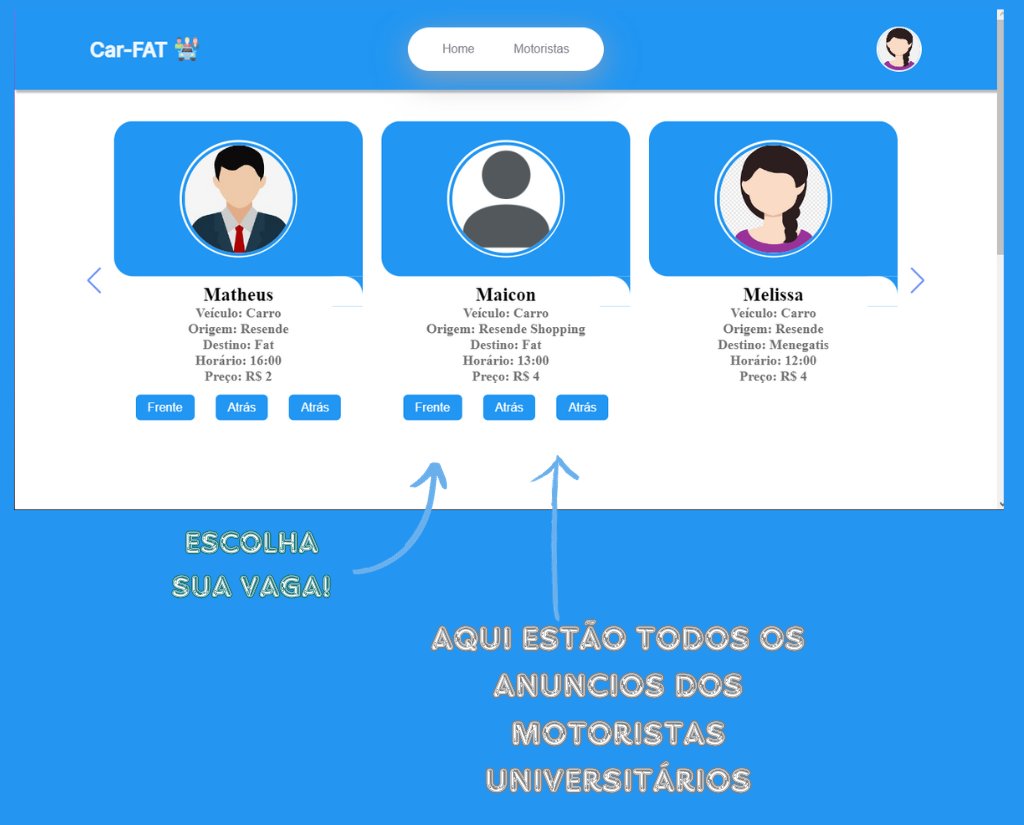 Car-FAT
Home
Motoristas
Matheus
Veículo: Carro
Origem: Resende
Destino: Fat
Horário: 16:00
Preço: R$ 2
Frente
Atrás
Atrás
Maicon
Veículo: Carro
Origem: Resende Shopping
Destino: Fat
Horário: 13:00
Preço: R$ 4
Frente
Atrás
Atrás
Melissa
Veículo: Carro
Origem: Resende
Destino: Menegatis
Horário: 12:00
Preço: R$ 4
ESCOLHA
SUA VAGA!
AQUI ESTÃO TODOS OS
ANUNCIOS DOS
MOTORISTAS
UNIVERSITÁRIOS